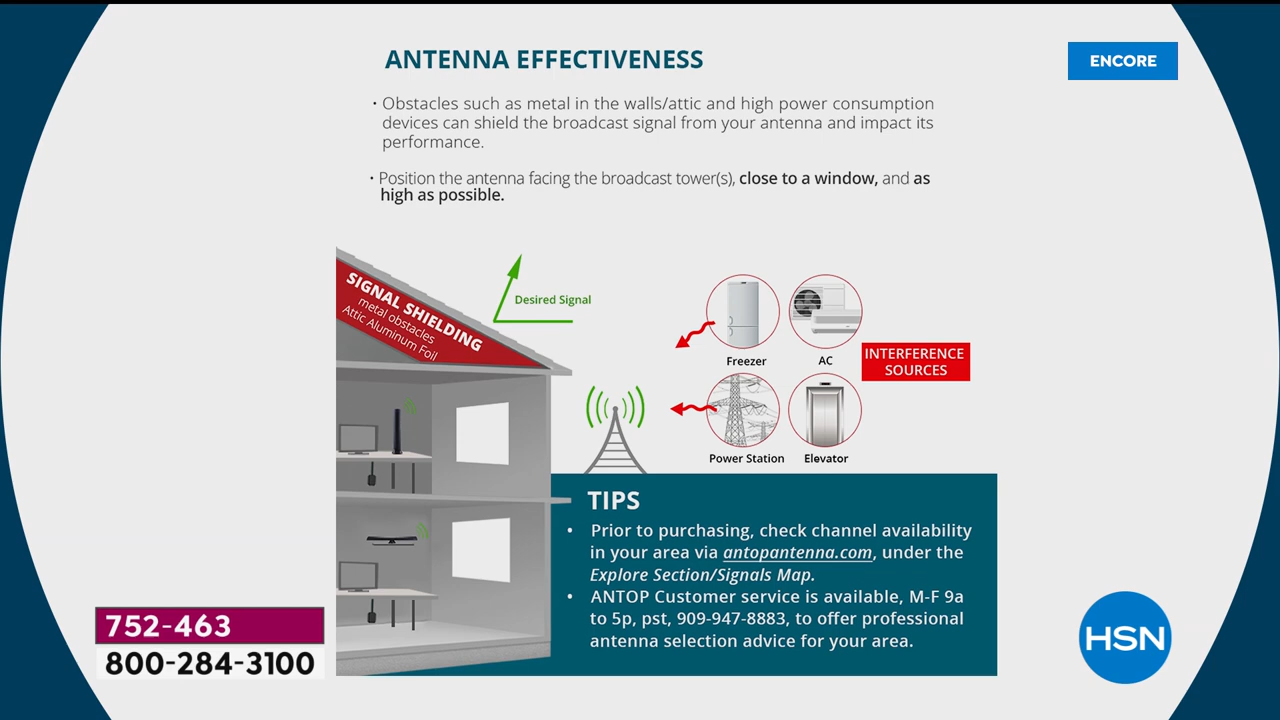 ANTENNA EFFECTIVENESS
ENCORE
• Obstacles such as metal in the walls/attic and high power consumption
devices can shield the broadcast signal from your antenna and impact its
performance.
• Position the antenna facing the broadcast tower(s), close to a window, and as
high as possible.
SIGNAL SHIELDING
metal obstacles
Attic Aluminum Foil
Desired Signal
Freezer
AC
INTERFERENCE
SOURCES
Power Station
Elevator
TIPS
• Prior to purchasing, check channel availability
in your area via antopantenna.com, under the
Explore Section/Signals Map.
• ANTOP Customer service is available, M-F 9a
to 5p, pst, 909-947-8883, to offer professional
antenna selection advice for your area.
752-463
800-284-3100
HSN